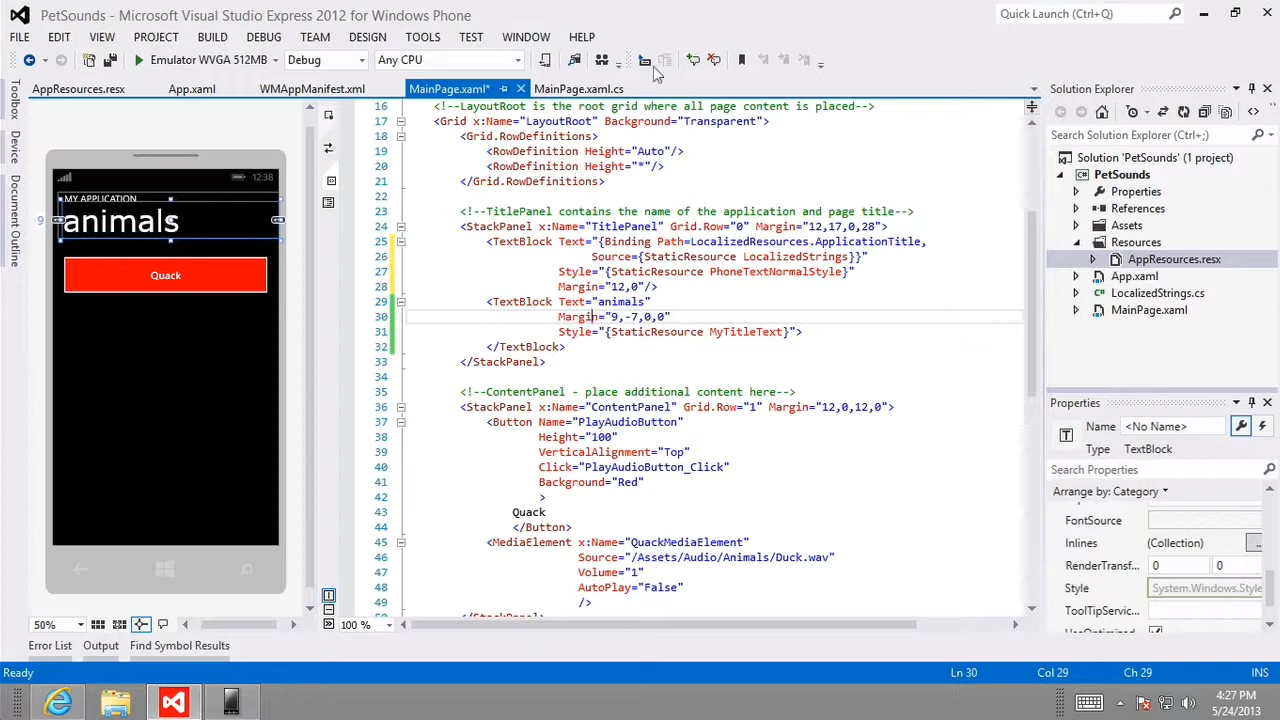 PetSounds - Microsoft Visual Studio Express 2012 for Windows Phone
Quick Launch (Ctrl+Q)
FILE EDIT VIEW PROJECT BUILD DEBUG TEAM DESIGN TOOLS TEST WINDOW HELP
Emulator WVGA 512MB Debug Any CPU
AppResources.resx App.xaml WMAppManifest.xml MainPage.xaml* MainPage.xaml.cs
Toolbox
Device
Document Outline
12:38
MY APPLICATION
9
animals
Quack
50%
16 <!--LayoutRoot is the root grid where all page content is placed-->
17 <Grid x:Name="LayoutRoot" Background="Transparent">
18 <Grid.RowDefinitions>
19 <RowDefinition Height="Auto"/>
20 <RowDefinition Height="*"/>
21 </Grid.RowDefinitions>
22
23 <!--TitlePanel contains the name of the application and page title-->
24 <StackPanel x:Name="TitlePanel" Grid.Row="0" Margin="12,17,0,28">
25 <TextBlock Text="{Binding Path=LocalizedResources.ApplicationTitle,
26 Source={StaticResource LocalizedStrings}}"
27 Style="{StaticResource PhoneTextNormalStyle}"
28 Margin="12,0"/>
29 <TextBlock Text="animals"
30 Margin="9,-7,0,0"
31 Style="{StaticResource MyTitleText}">
32 </TextBlock>
33 </StackPanel>
34
35 <!--ContentPanel - place additional content here-->
36 <StackPanel x:Name="ContentPanel" Grid.Row="1" Margin="12,0,12,0">
37 <Button Name="PlayAudioButton"
38 Height="100"
39 VerticalAlignment="Top"
40 Click="PlayAudioButton_Click"
41 Background="Red"
42 >
43 Quack
44 </Button>
45 <MediaElement x:Name="QuackMediaElement"
46 Source="/Assets/Audio/Animals/Duck.wav"
47 Volume="1"
48 AutoPlay="False"
49 />
100 %
Solution Explorer
Search Solution Explorer (Ctrl+;)
Solution 'PetSounds' (1 project)
PetSounds
Properties
References
Assets
Resources
AppResources.resx
App.xaml
LocalizedStrings.cs
MainPage.xaml
Properties
Name <No Name>
Type TextBlock
Search Properties
Arrange by: Category
FontSource
Inlines (Collection) ...
RenderTransf... 0 0
Style System.Windows.Style
ToolTipServic...
UseOptimized
Error List Output Find Symbol Results
Ready Ln 30 Col 29 Ch 29 INS
4:27 PM
5/24/2013